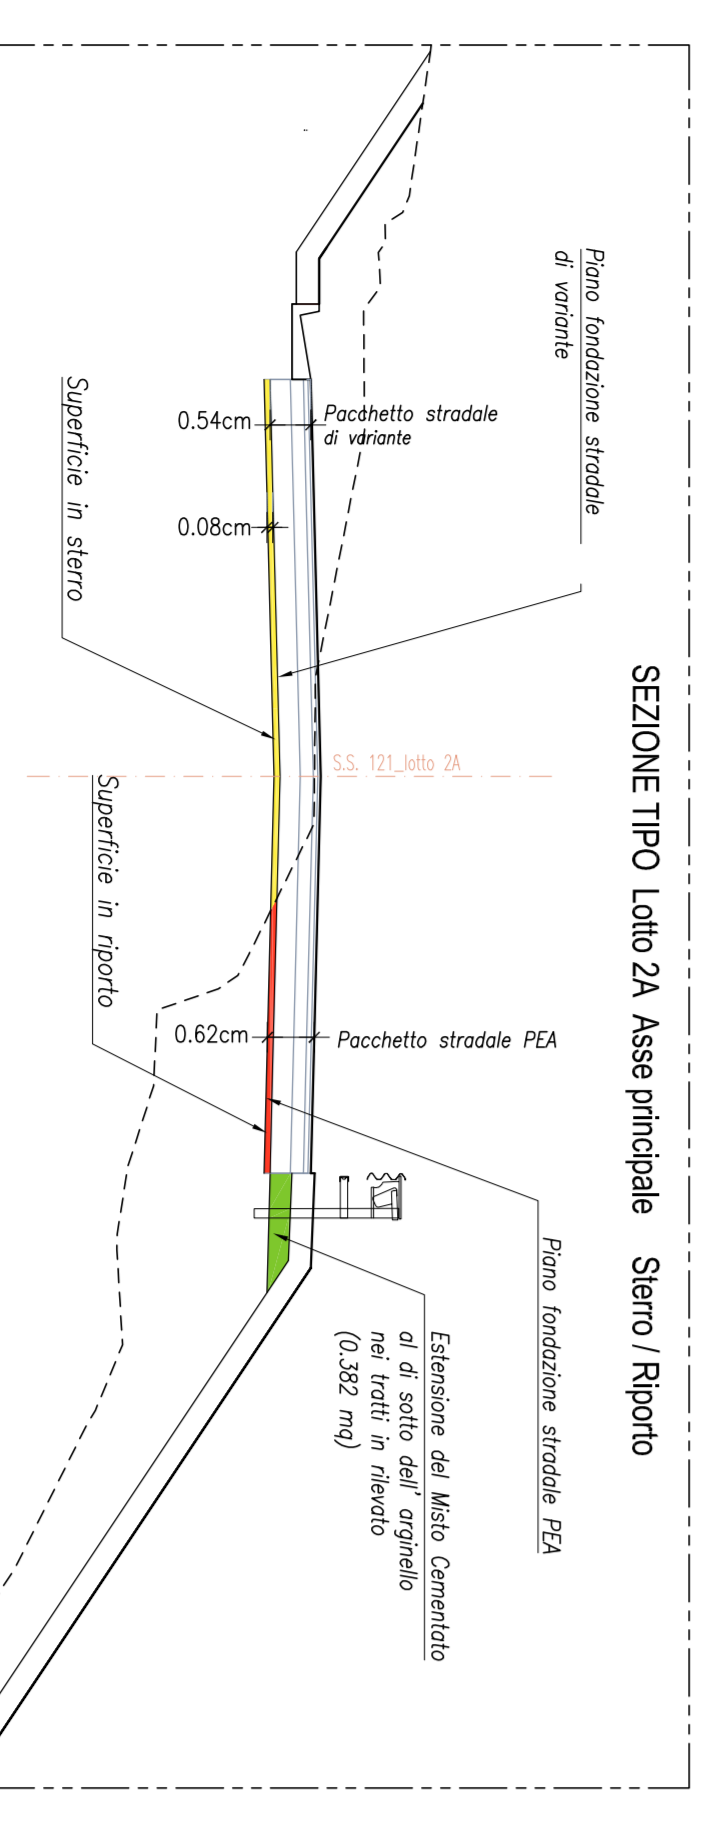 SEZIONE TIPO Lotto 2A Asse principale Sterro / Riporto
Piano fondazione stradale
di variante
Pacchetto stradale
di variante
0.54cm
0.08cm
Superficie in sterro
S.S. 121_lotto 2A
Superficie in riporto
0.62cm
Pacchetto stradale PEA
Piano fondazione stradale PEA
Estensione del Misto Cementato
al di sotto dell' arginello
nei tratti in rilevato
(0.382 mq)